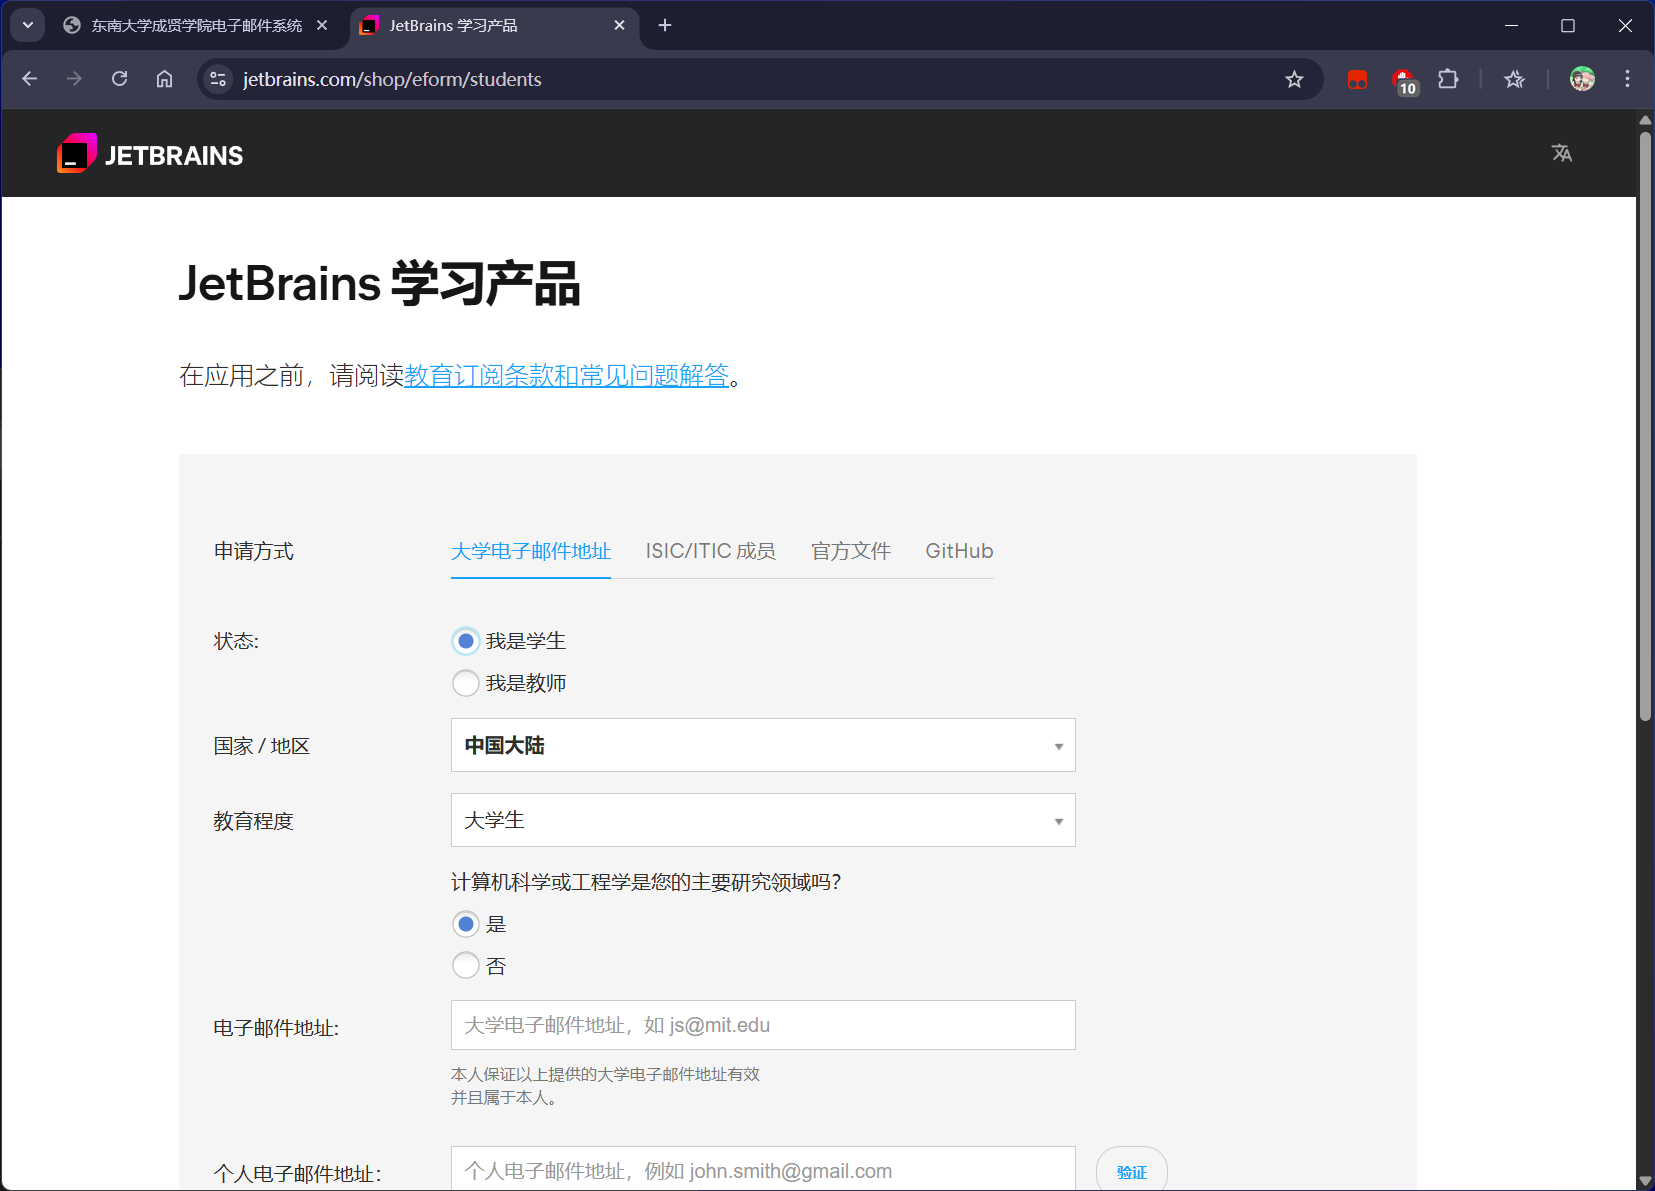 东南大学成贤学院电子邮件系统
JetBrains 学习产品
jetbrains.com/shop/eform/students
10
JETBRAINS
JetBrains 学习产品
在应用之前，请阅读教育订阅条款和常见问题解答。
申请方式
大学电子邮件地址
ISIC/ITIC 成员
官方文件
GitHub
状态:
我是学生
我是教师
国家 / 地区
中国大陆
教育程度
大学生
计算机科学或工程学是您的主要研究领域吗？
是
否
电子邮件地址:
大学电子邮件地址，如 js@mit.edu
本人保证以上提供的大学电子邮件地址有效
并且属于本人。
个人电子邮件地址:
个人电子邮件地址，例如 john.smith@gmail.com
验证